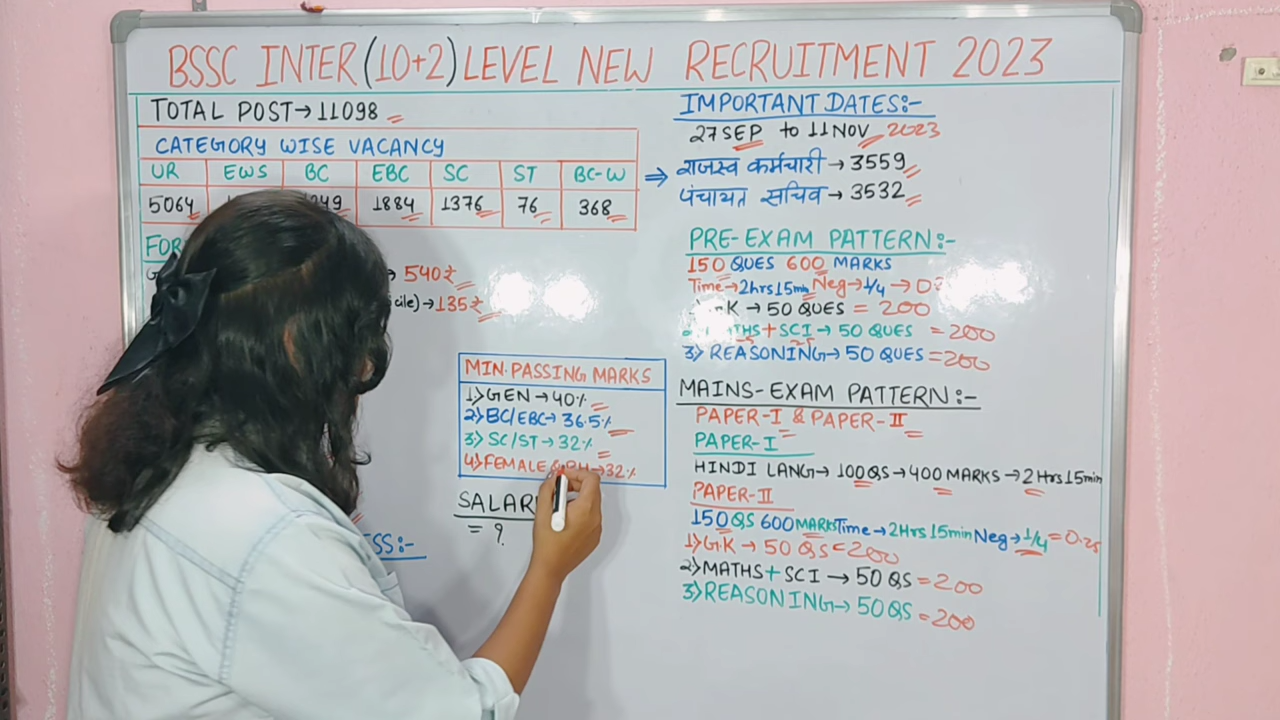 BSSC INTER (10+2) LEVEL NEW RECRUITMENT 2023
TOTAL POST→11098
CATEGORY WISE VACANCY
UR EWS BC EBC SC ST BC-W
5064 1884 1376 76 368
→ 540₹
→135₹
MIN. PASSING MARKS
1) GEN → 40%
2) BC/EBC→ 36.5%
3) SC/ST → 32%
4) FEMALE →32%
= ?
IMPORTANT DATES:-
27 SEP to 11 NOV 2023
⇒ राजस्व कर्मचारी → 3559
पंचायत सचिव → 3532
PRE-EXAM PATTERN:-
150 QUES 600 MARKS
Time→2hrs 15min Neg→1/4 →
→ 50 QUES = 200
+ SCI → 50 QUES = 200
3) REASONING→ 50 QUES = 200
MAINS-EXAM PATTERN:-
PAPER-I & PAPER-II
PAPER-I
HINDI LANG→ 100 QS → 400 MARKS → 2 Hrs 15min
PAPER-II
150 QS 600 MARKS Time → 2Hrs 15min Neg→ 1/4 = 0.25
1) G.K → 50 QS = 200
2) MATHS + SCI → 50 QS = 200
3) REASONING→ 50 QS = 200